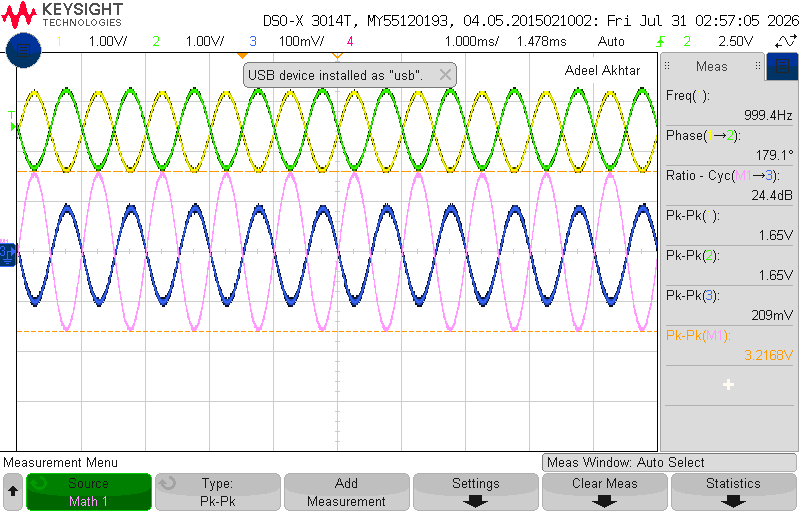 KEYSIGHT
TECHNOLOGIES
DSO-X 3014T, MY55120193, 04.05.2015021002: Fri Jul 31 02:57:05 2026
1 1.00V/ 2 1.00V/ 3 100mV/ 4 1.000ms/ 1.478ms Auto 2 2.50V
USB device installed as "usb".
Adeel Akhtar
T
3
Meas
Freq( ):
999.4Hz
Phase(1→2):
179.1°
Ratio - Cyc(M1→3):
24.4dB
Pk-Pk( ):
1.65V
Pk-Pk(2):
1.65V
Pk-Pk(3):
209mV
Pk-Pk(M1):
3.2168V
Measurement Menu
Meas Window: Auto Select
Source
Math 1
Type:
Pk-Pk
Add
Measurement
Settings
Clear Meas
Statistics